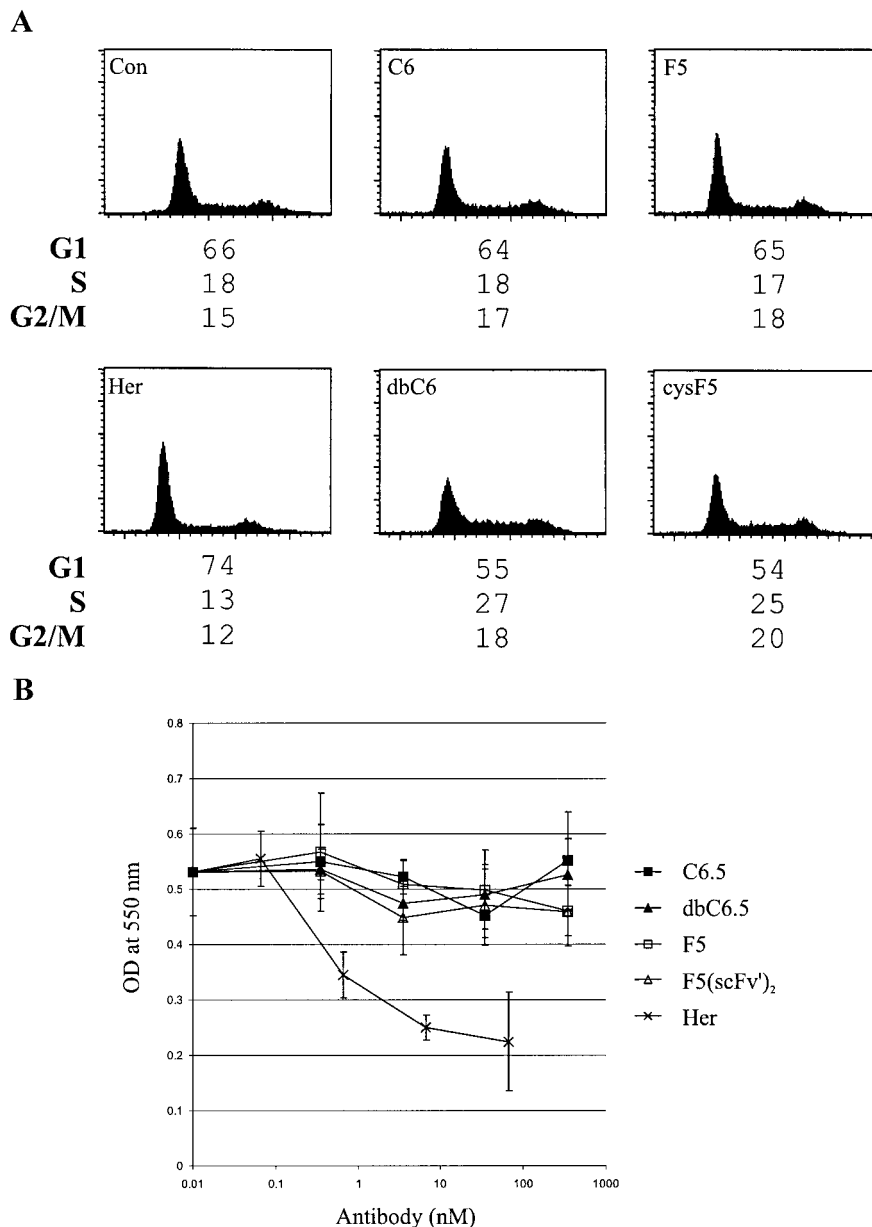 A
Con
C6
F5
G1 66 64 65
S 18 18 17
G2/M 15 17 18
Her
dbC6
cysF5
G1 74 55 54
S 13 27 25
G2/M 12 18 20
B
0.8
0.7
0.6
0.5
0.4
0.3
0.2
0.1
0
OD at 550 nm
0.01 0.1 1 10 100 1000
Antibody (nM)
C6.5
dbC6.5
F5
F5(scFv')₂
Her